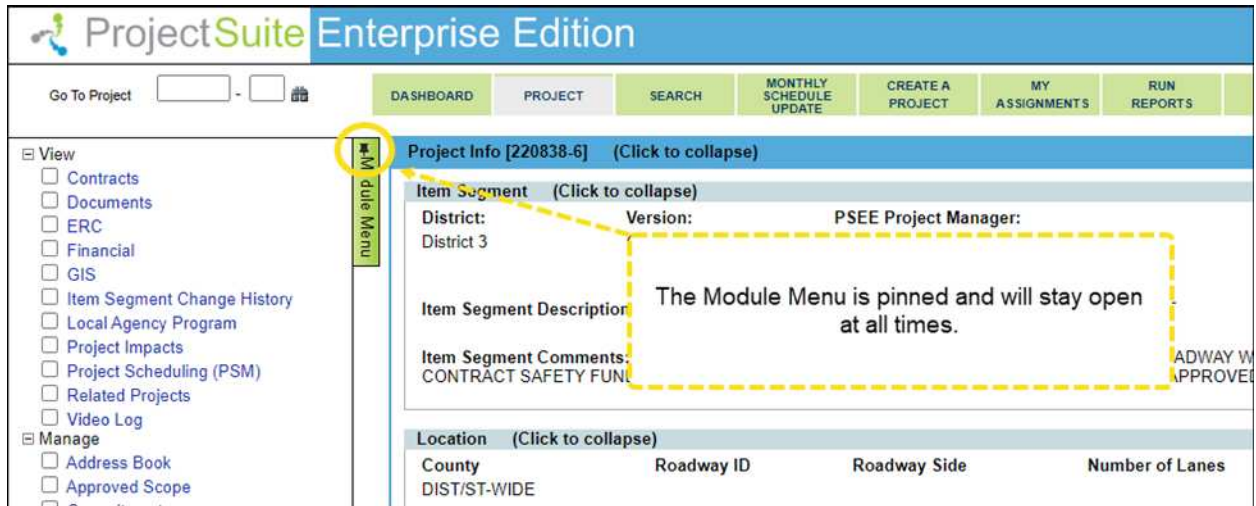 ProjectSuite Enterprise Edition
Go To Project -
DASHBOARD
PROJECT
SEARCH
MONTHLY
SCHEDULE
UPDATE
CREATE A
PROJECT
MY
ASSIGNMENTS
RUN
REPORTS
View
Contracts
Documents
ERC
Financial
GIS
Item Segment Change History
Local Agency Program
Project Impacts
Project Scheduling (PSM)
Related Projects
Video Log
Manage
Address Book
Approved Scope
Module Menu
Project Info [220838-6] (Click to collapse)
Item Segment (Click to collapse)
District: Version: PSEE Project Manager:
District 3
The Module Menu is pinned and will stay open
at all times.
Item Segment
Item Segment Comments:
CONTRACT SAFETY
Location (Click to collapse)
County Roadway ID Roadway Side Number of Lanes
DIST/ST-WIDE